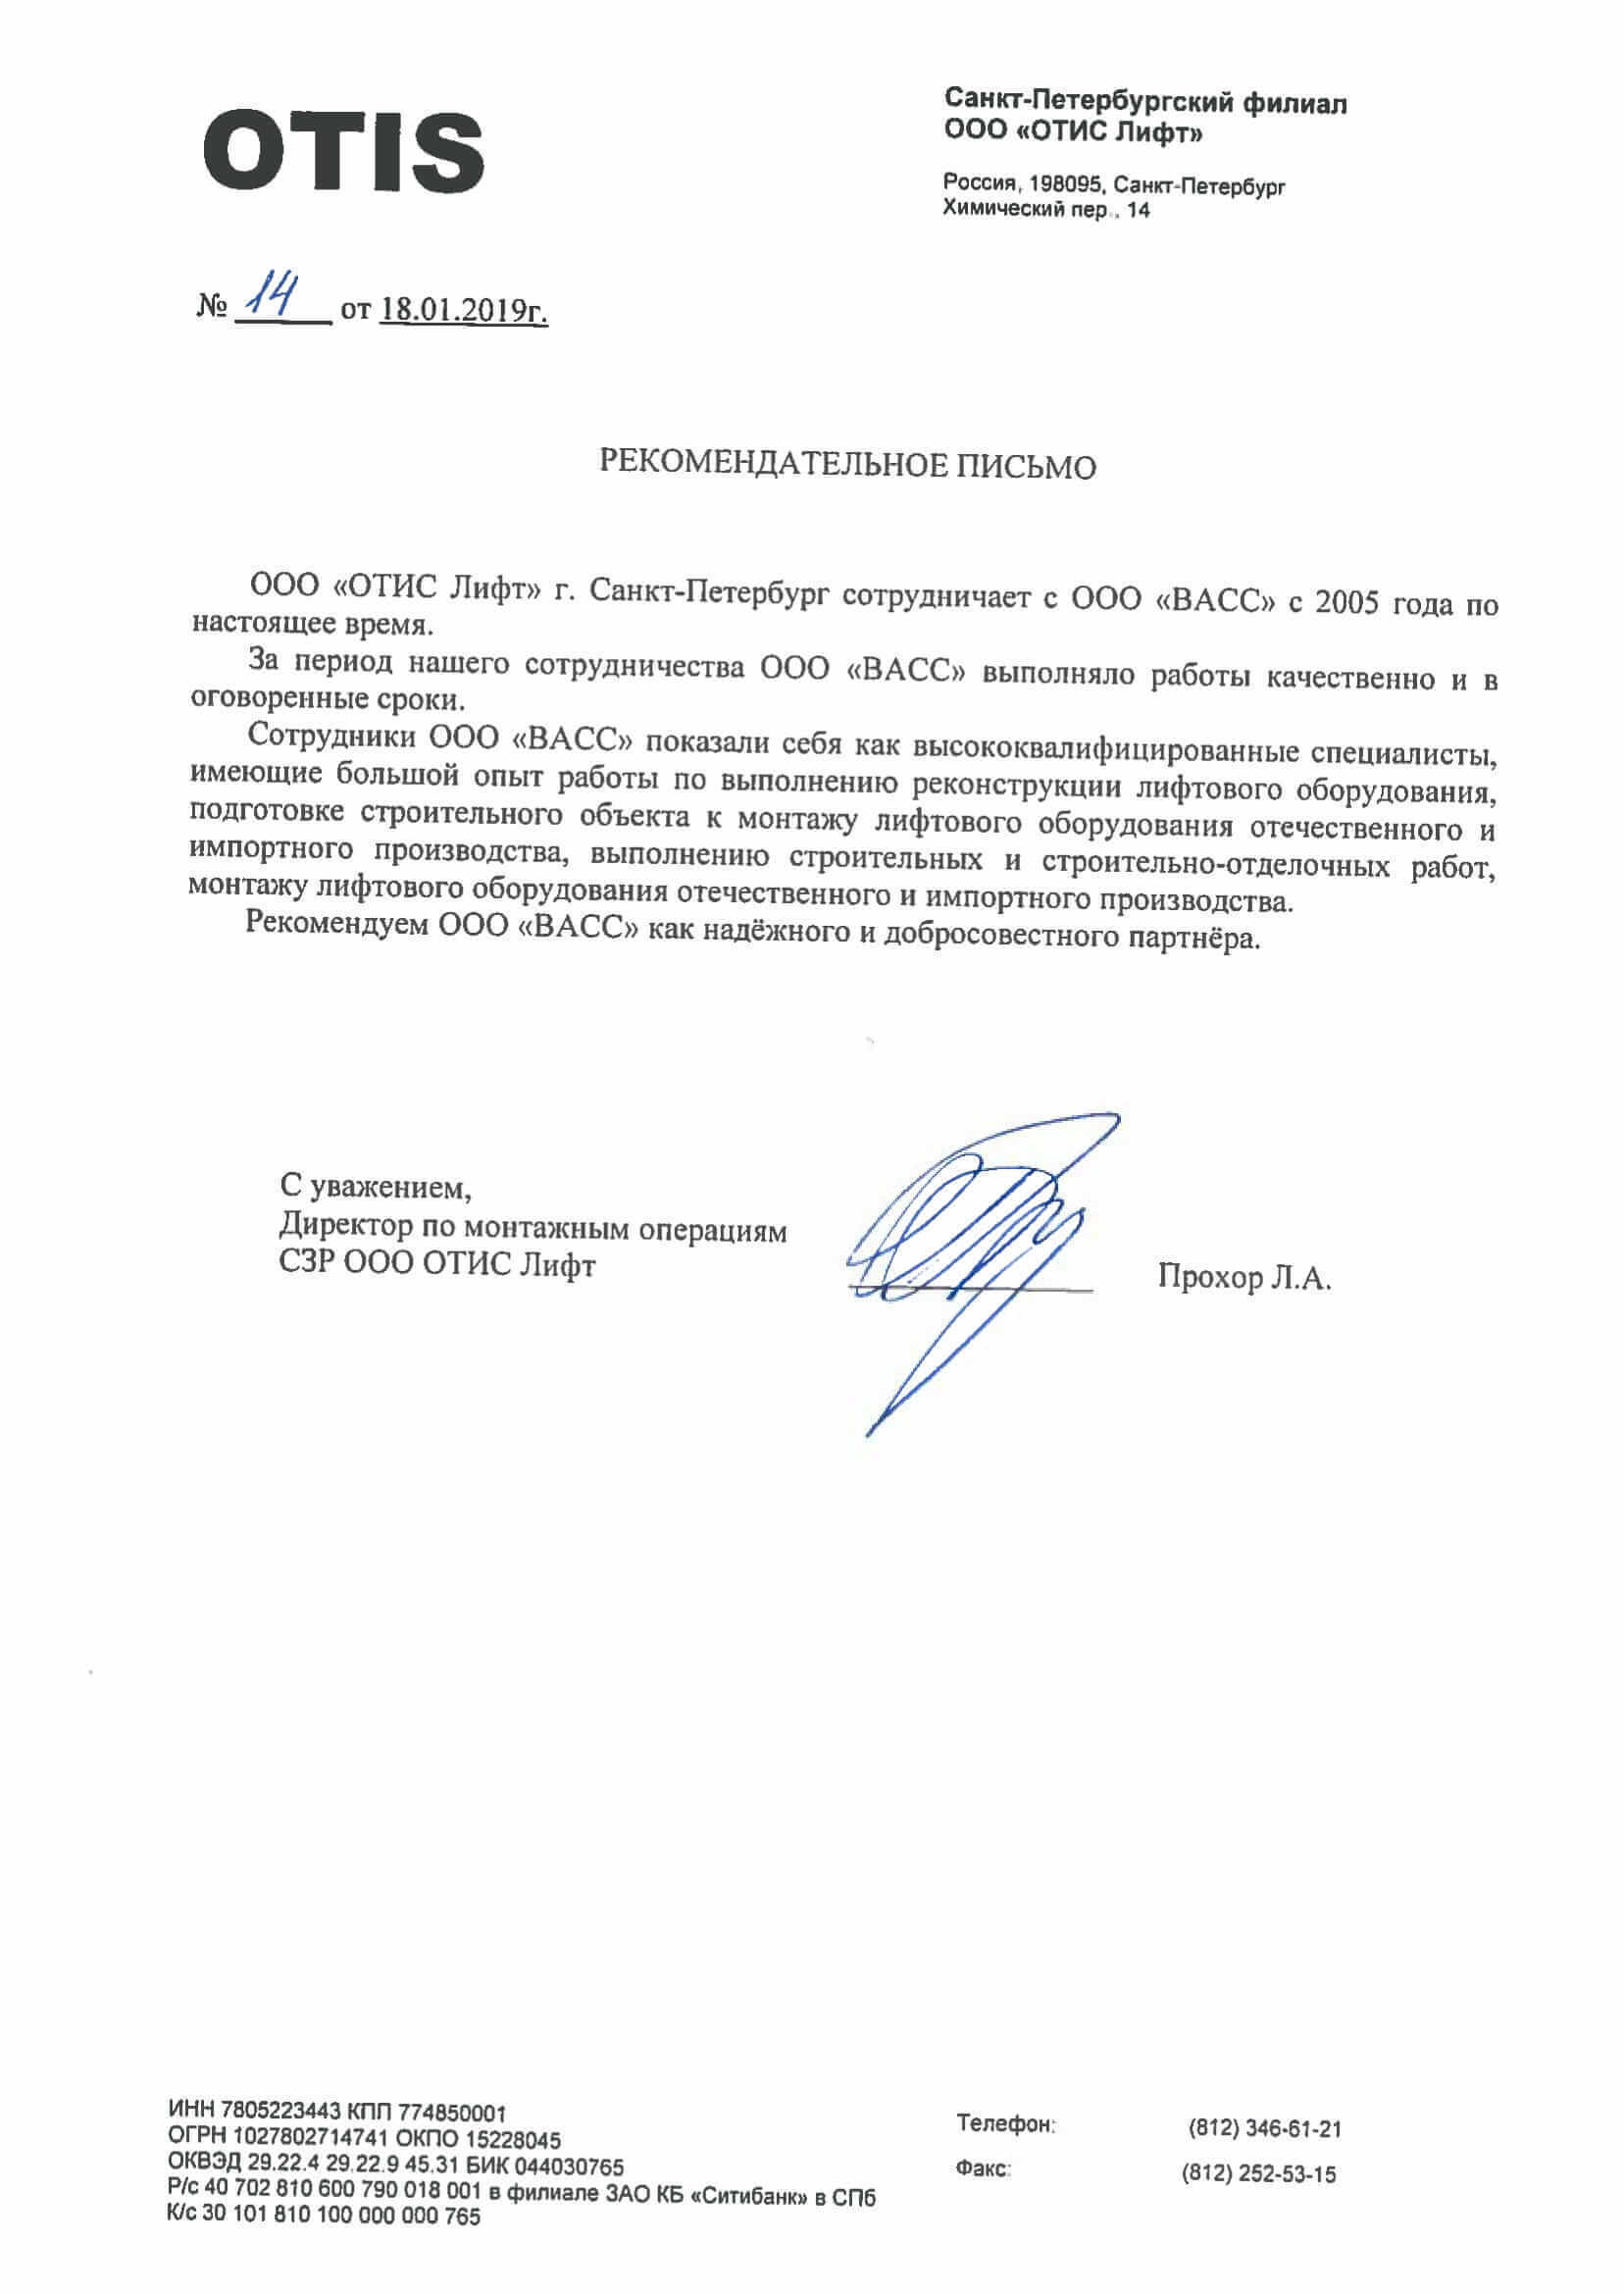 OTIS
Санкт-Петербургский филиал
ООО «ОТИС Лифт»
Россия, 198095, Санкт-Петербург
Химический пер., 14
№ 14 от 18.01.2019г.
РЕКОМЕНДАТЕЛЬНОЕ ПИСЬМО
ООО «ОТИС Лифт» г. Санкт-Петербург сотрудничает с ООО «ВАСС» с 2005 года по
настоящее время.
За период нашего сотрудничества ООО «ВАСС» выполняло работы качественно и в
оговоренные сроки.
Сотрудники ООО «ВАСС» показали себя как высококвалифицированные специалисты,
имеющие большой опыт работы по выполнению реконструкции лифтового оборудования,
подготовке строительного объекта к монтажу лифтового оборудования отечественного и
импортного производства, выполнению строительных и строительно-отделочных работ,
монтажу лифтового оборудования отечественного и импортного производства.
Рекомендуем ООО «ВАСС» как надёжного и добросовестного партнёра.
С уважением,
Директор по монтажным операциям
СЗР ООО ОТИС Лифт
Прохор Л.А.
ИНН 7805223443 КПП 774850001
ОГРН 1027802714741 ОКПО 15228045
ОКВЭД 29.22.4 29.22.9 45.31 БИК 044030765
Р/с 40 702 810 600 790 018 001 в филиале ЗАО КБ «Ситибанк» в СПб
К/с 30 101 810 100 000 000 765
Телефон: (812) 346-61-21
Факс: (812) 252-53-15